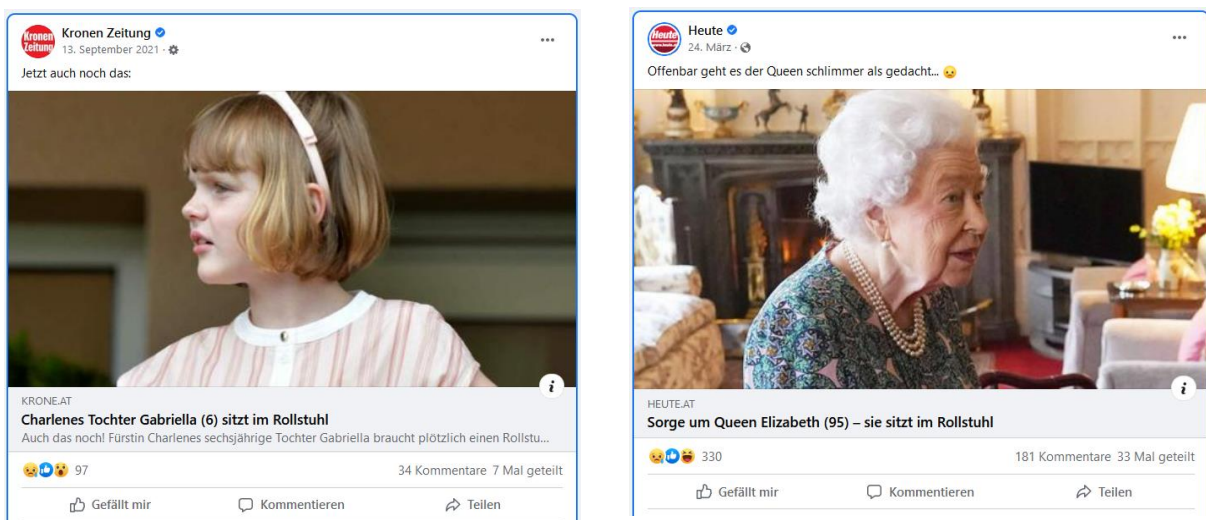 Kronen
Zeitung
Kronen Zeitung
13. September 2021 ·
Jetzt auch noch das:
KRONE.AT
Charlenes Tochter Gabriella (6) sitzt im Rollstuhl
Auch das noch! Fürstin Charlenes sechsjährige Tochter Gabriella braucht plötzlich einen Rollstu...
97
34 Kommentare 7 Mal geteilt
Gefällt mir
Kommentieren
Teilen
Heute
Heute
24. März ·
Offenbar geht es der Queen schlimmer als gedacht...
HEUTE.AT
Sorge um Queen Elizabeth (95) – sie sitzt im Rollstuhl
330
181 Kommentare 33 Mal geteilt
Gefällt mir
Kommentieren
Teilen